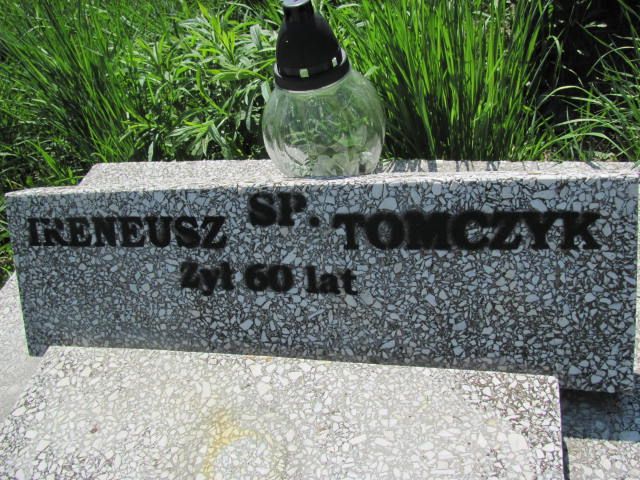 SP.
IRENEUSZ TOMCZYK
Żył 60 lat